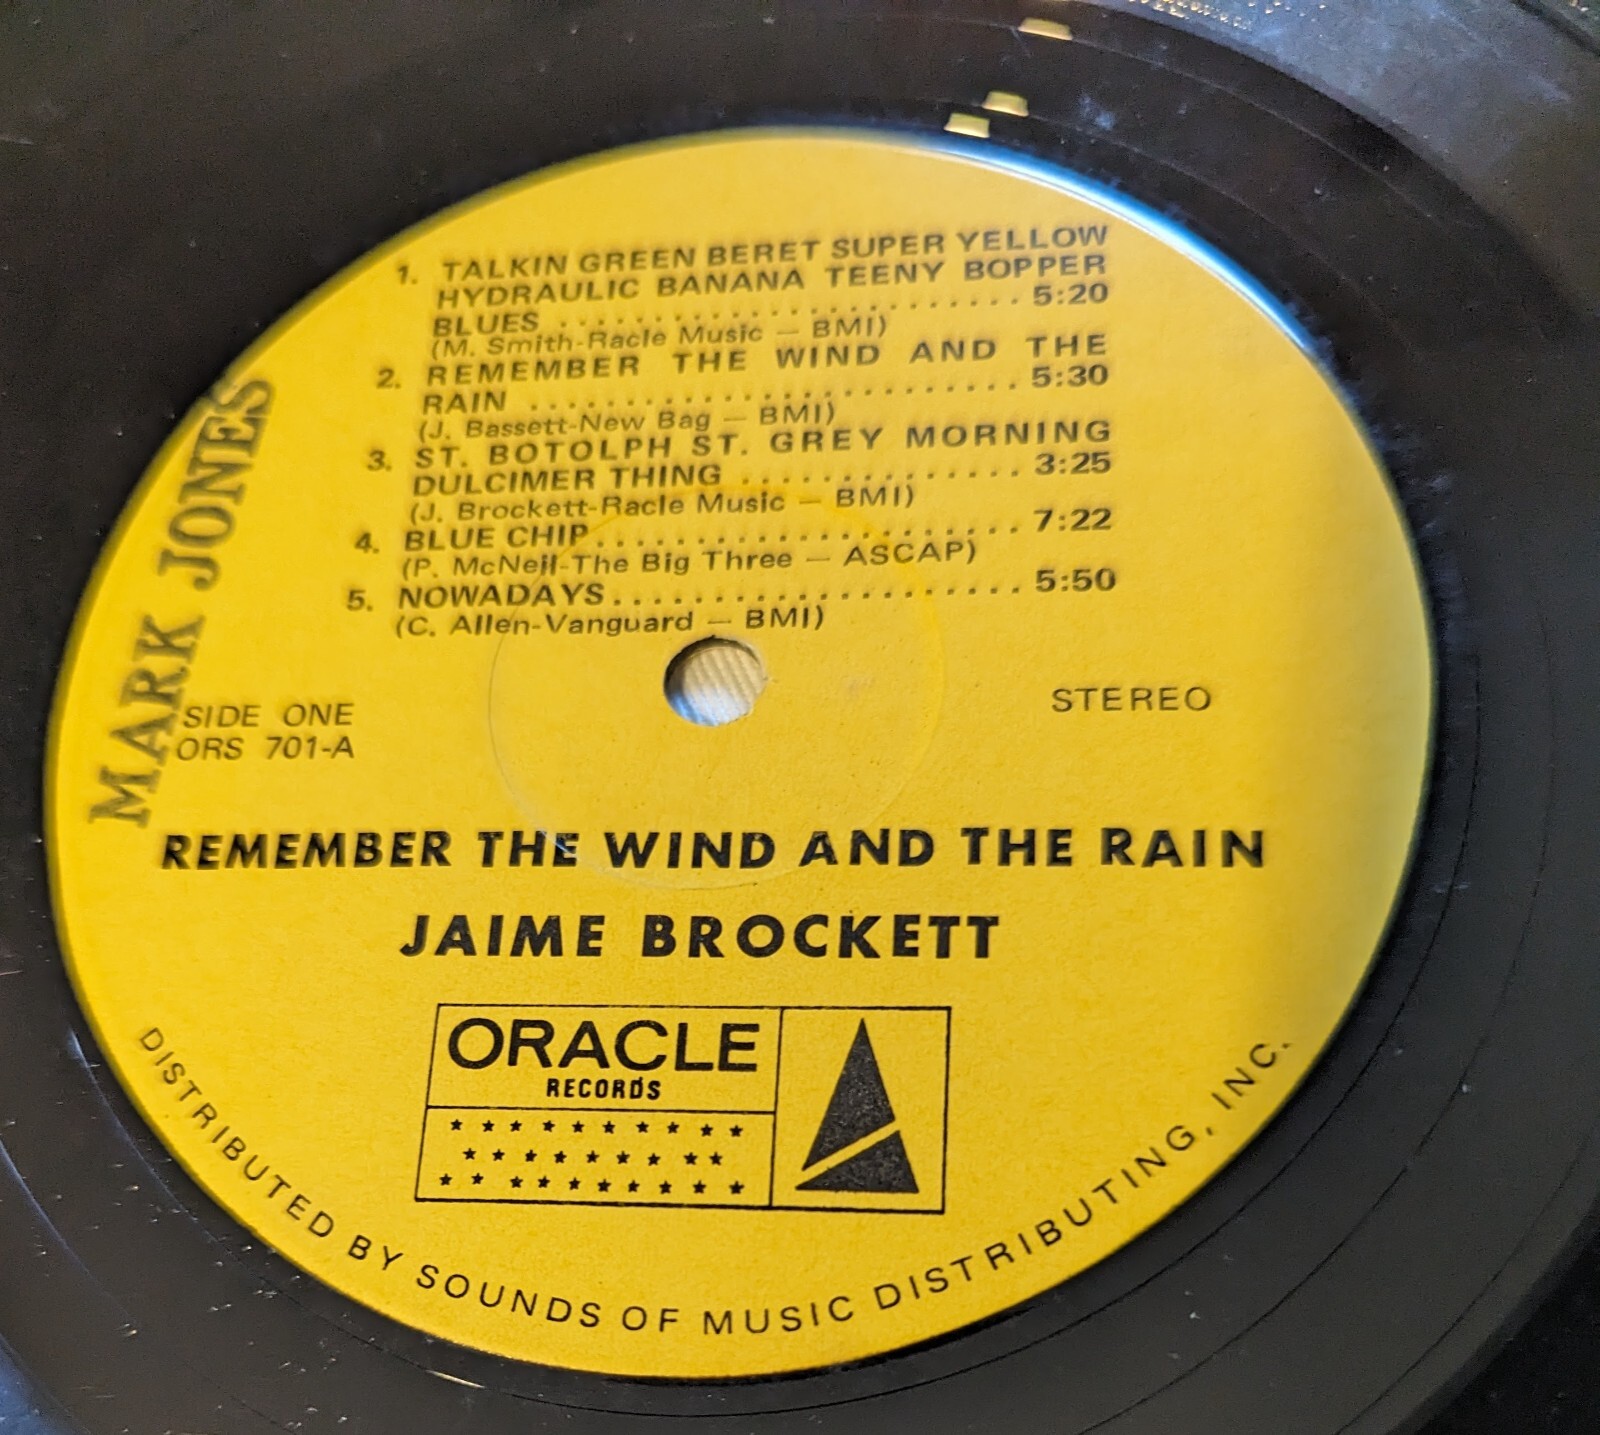 1. TALKIN GREEN BERET SUPER YELLOW
HYDRAULIC BANANA TEENY BOPPER
BLUES . . . . . . . . . . . . . . . . . . . . . . . . . . . 5:20
(M. Smith-Racle Music — BMI)
2. REMEMBER THE WIND AND THE
RAIN . . . . . . . . . . . . . . . . . . . . . . . . . . . . 5:30
(J. Bassett-New Bag — BMI)
3. ST. BOTOLPH ST. GREY MORNING
DULCIMER THING . . . . . . . . . . . . . . . . 3:25
(J. Brockett-Racle Music — BMI)
4. BLUE CHIP. . . . . . . . . . . . . . . . . . . . . . . . 7:22
(P. McNeil-The Big Three — ASCAP)
5. NOWADAYS. . . . . . . . . . . . . . . . . . . . . 5:50
(C. Allen-Vanguard — BMI)
MARK JONES
SIDE ONE
ORS 701-A
STEREO
REMEMBER THE WIND AND THE RAIN
JAIME BROCKETT
ORACLE
RECORDS
DISTRIBUTED BY SOUNDS OF MUSIC DISTRIBUTING, INC.